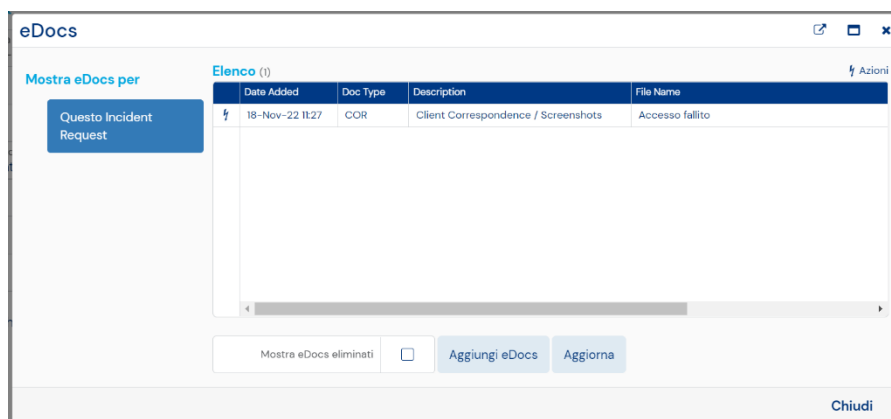 eDocs
Mostra eDocs per
Questo Incident
Request
Elenco (1)
Azioni
Date Added Doc Type Description File Name
18-Nov-22 11:27 COR Client Correspondence / Screenshots Accesso fallito
Mostra eDocs eliminati
Aggiungi eDocs
Aggiorna
Chiudi